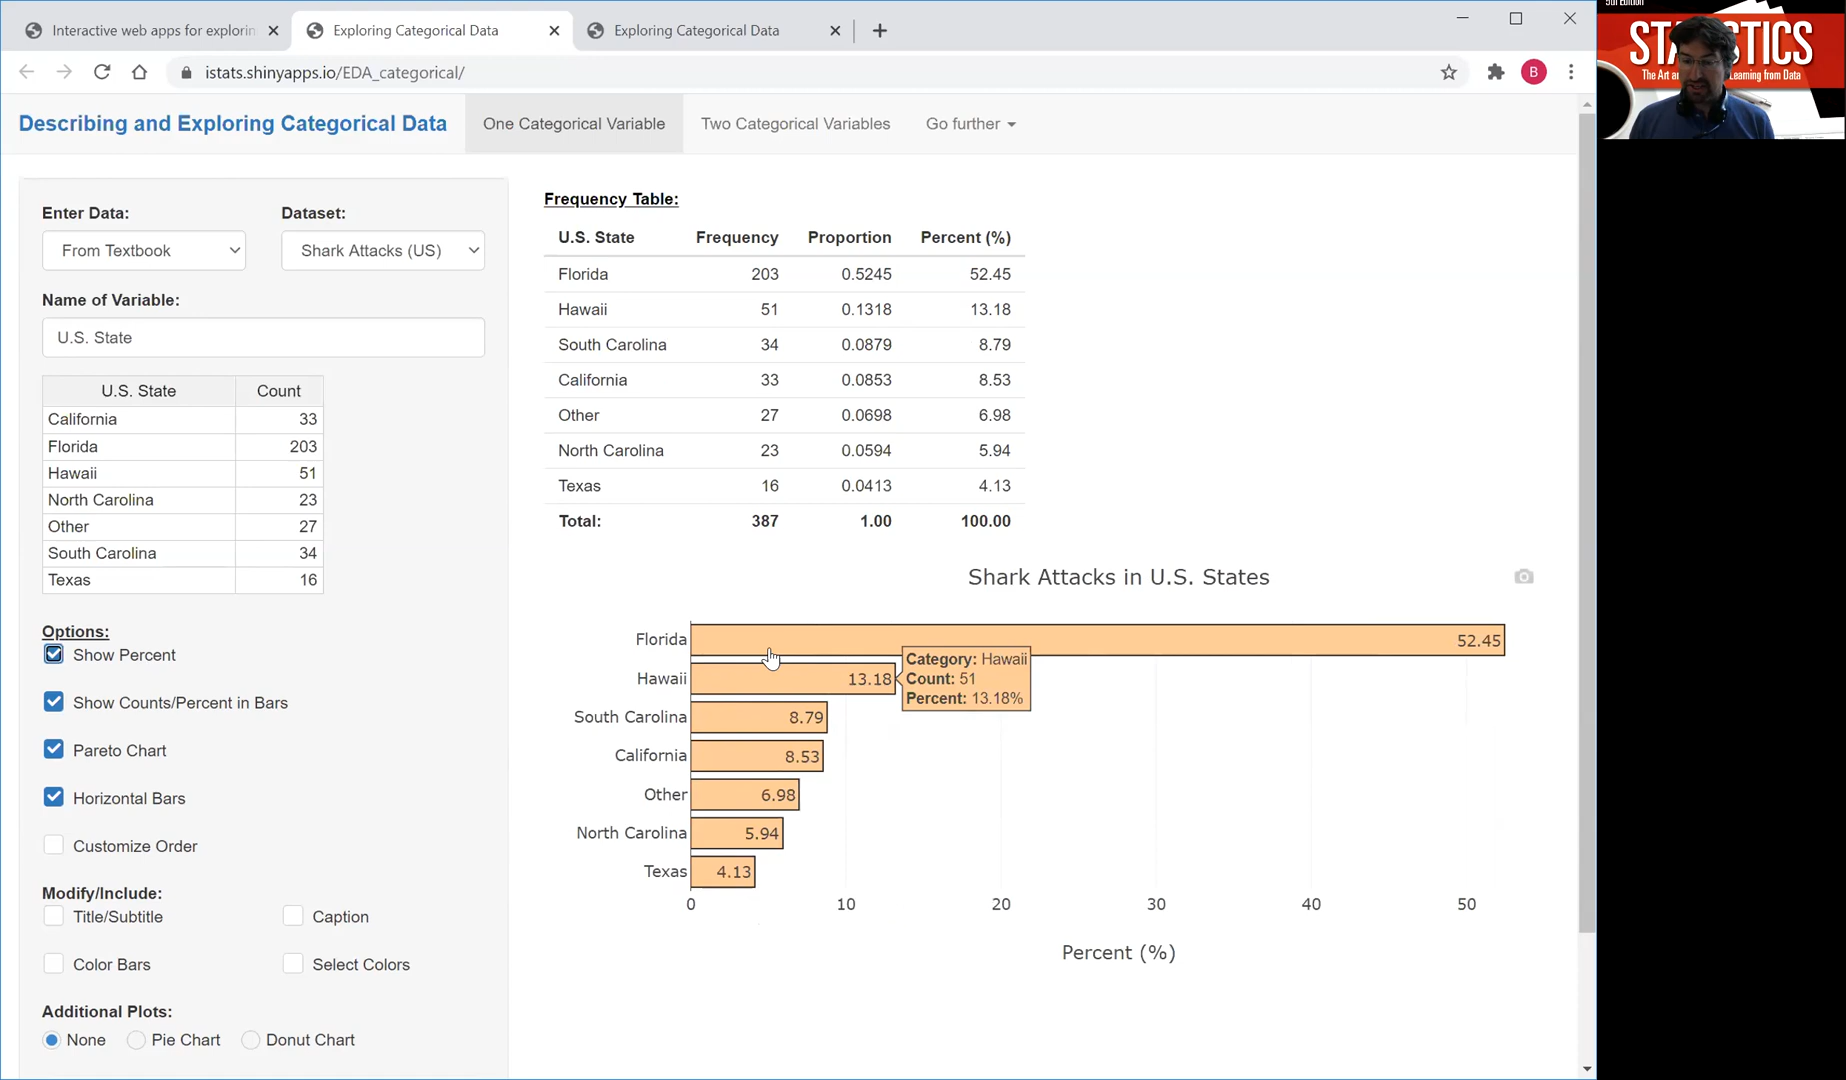 Interactive web apps for explorin
Exploring Categorical Data
Exploring Categorical Data
istats.shinyapps.io/EDA_categorical/
B
Describing and Exploring Categorical Data
One Categorical Variable
Two Categorical Variables
Go further
Enter Data:
Dataset:
From Textbook
Shark Attacks (US)
Name of Variable:
U.S. State
U.S. State Count
California 33
Florida 203
Hawaii 51
North Carolina 23
Other 27
South Carolina 34
Texas 16
Options:
Show Percent
Show Counts/Percent in Bars
Pareto Chart
Horizontal Bars
Customize Order
Modify/Include:
Title/Subtitle
Caption
Color Bars
Select Colors
Additional Plots:
None
Pie Chart
Donut Chart
Frequency Table:
U.S. State Frequency Proportion Percent (%)
Florida 203 0.5245 52.45
Hawaii 51 0.1318 13.18
South Carolina 34 0.0879 8.79
California 33 0.0853 8.53
Other 27 0.0698 6.98
North Carolina 23 0.0594 5.94
Texas 16 0.0413 4.13
Total: 387 1.00 100.00
Shark Attacks in U.S. States
Florida 52.45
Hawaii 13.18
Category: Hawaii
Count: 51
Percent: 13.18%
South Carolina 8.79
California 8.53
Other 6.98
North Carolina 5.94
Texas 4.13
0 10 20 30 40 50
Percent (%)
5th Edition
STA TICS
The Art a Learning from Data